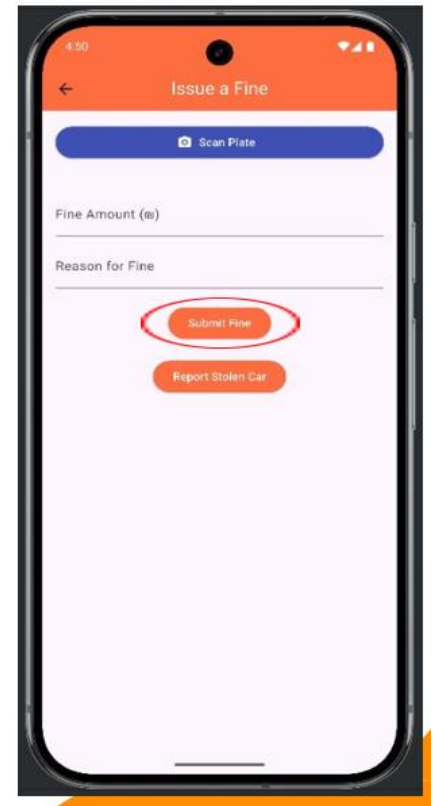 4:50
Issue a Fine
Scan Plate
Fine Amount (₪)
Reason for Fine
Submit Fine
Report Stolen Car